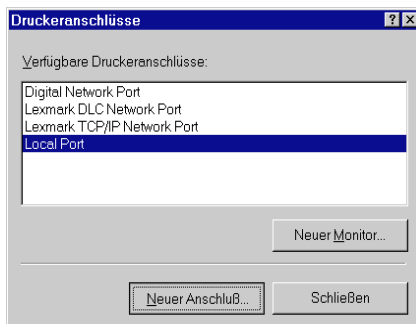 Druckeranschlüsse
Verfügbare Druckeranschlüsse:
Digital Network Port
Lexmark DLC Network Port
Lexmark TCP/IP Network Port
Local Port
Neuer Monitor...
Neuer Anschluß...
Schließen